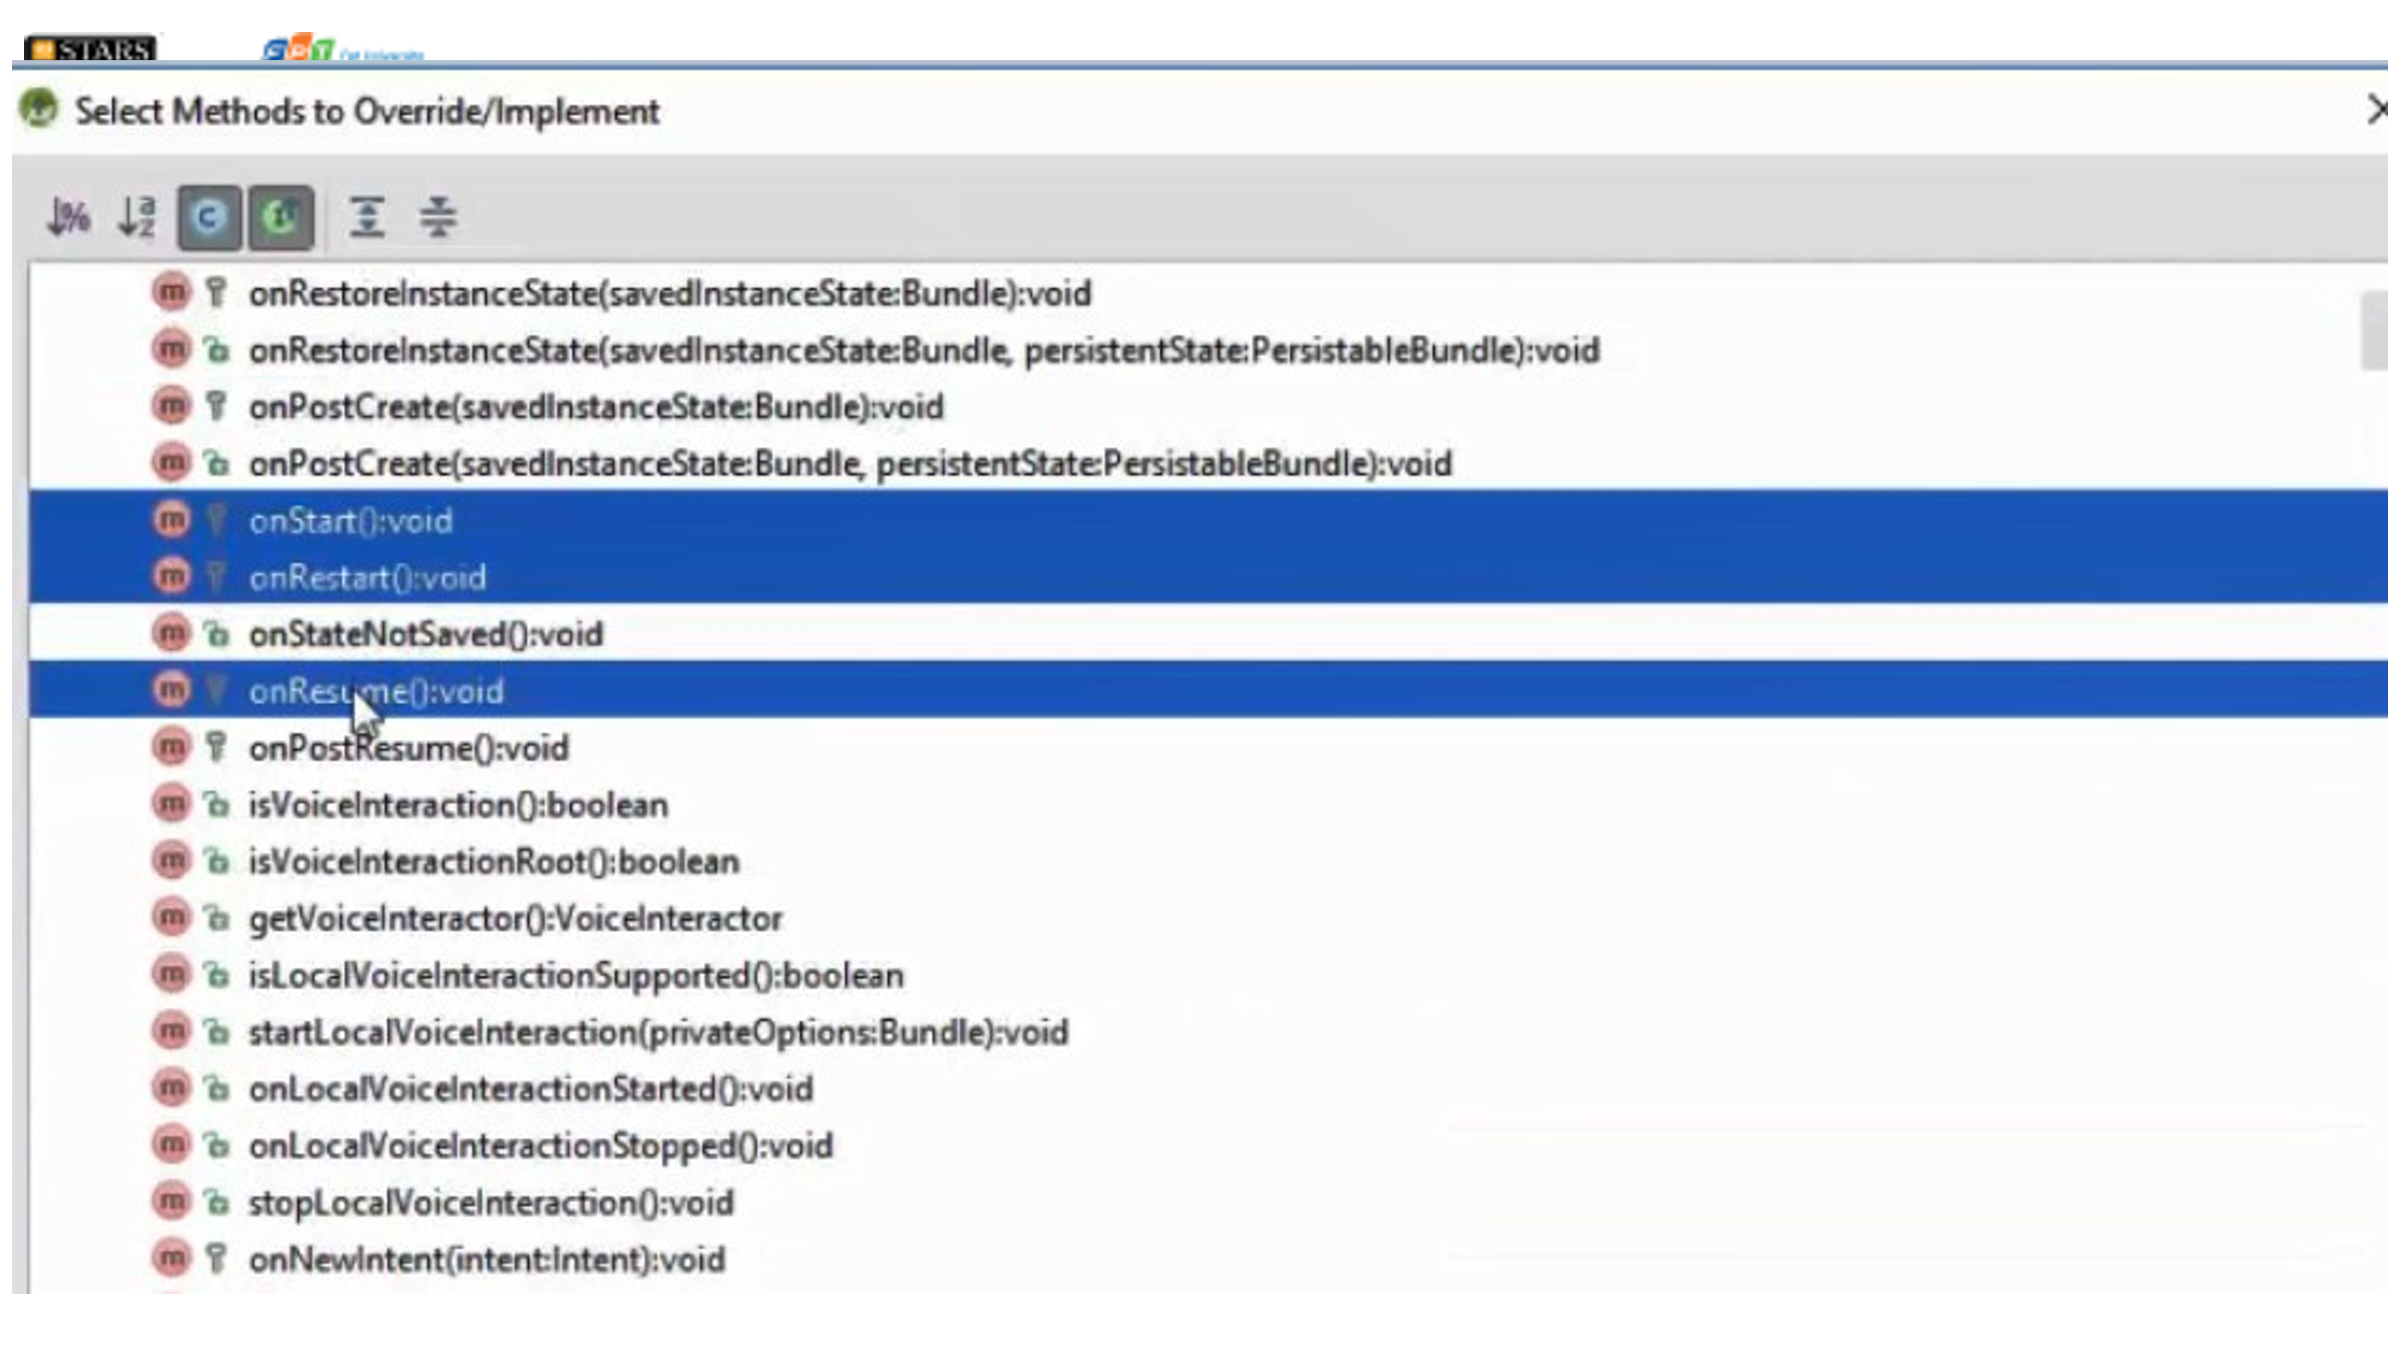 STARS
FPT
Select Methods to Override/Implement
onRestoreInstanceState(savedInstanceState:Bundle):void
onRestoreInstanceState(savedInstanceState:Bundle, persistentState:PersistableBundle):void
onPostCreate(savedInstanceState:Bundle):void
onPostCreate(savedInstanceState:Bundle, persistentState:PersistableBundle):void
onStart():void
onRestart():void
onStateNotSaved():void
onResume():void
onPostResume():void
isVoiceInteraction():boolean
isVoiceInteractionRoot():boolean
getVoiceInteractor():VoiceInteractor
isLocalVoiceInteractionSupported():boolean
startLocalVoiceInteraction(privateOptions:Bundle):void
onLocalVoiceInteractionStarted():void
onLocalVoiceInteractionStopped():void
stopLocalVoiceInteraction():void
onNewIntent(intent:Intent):void